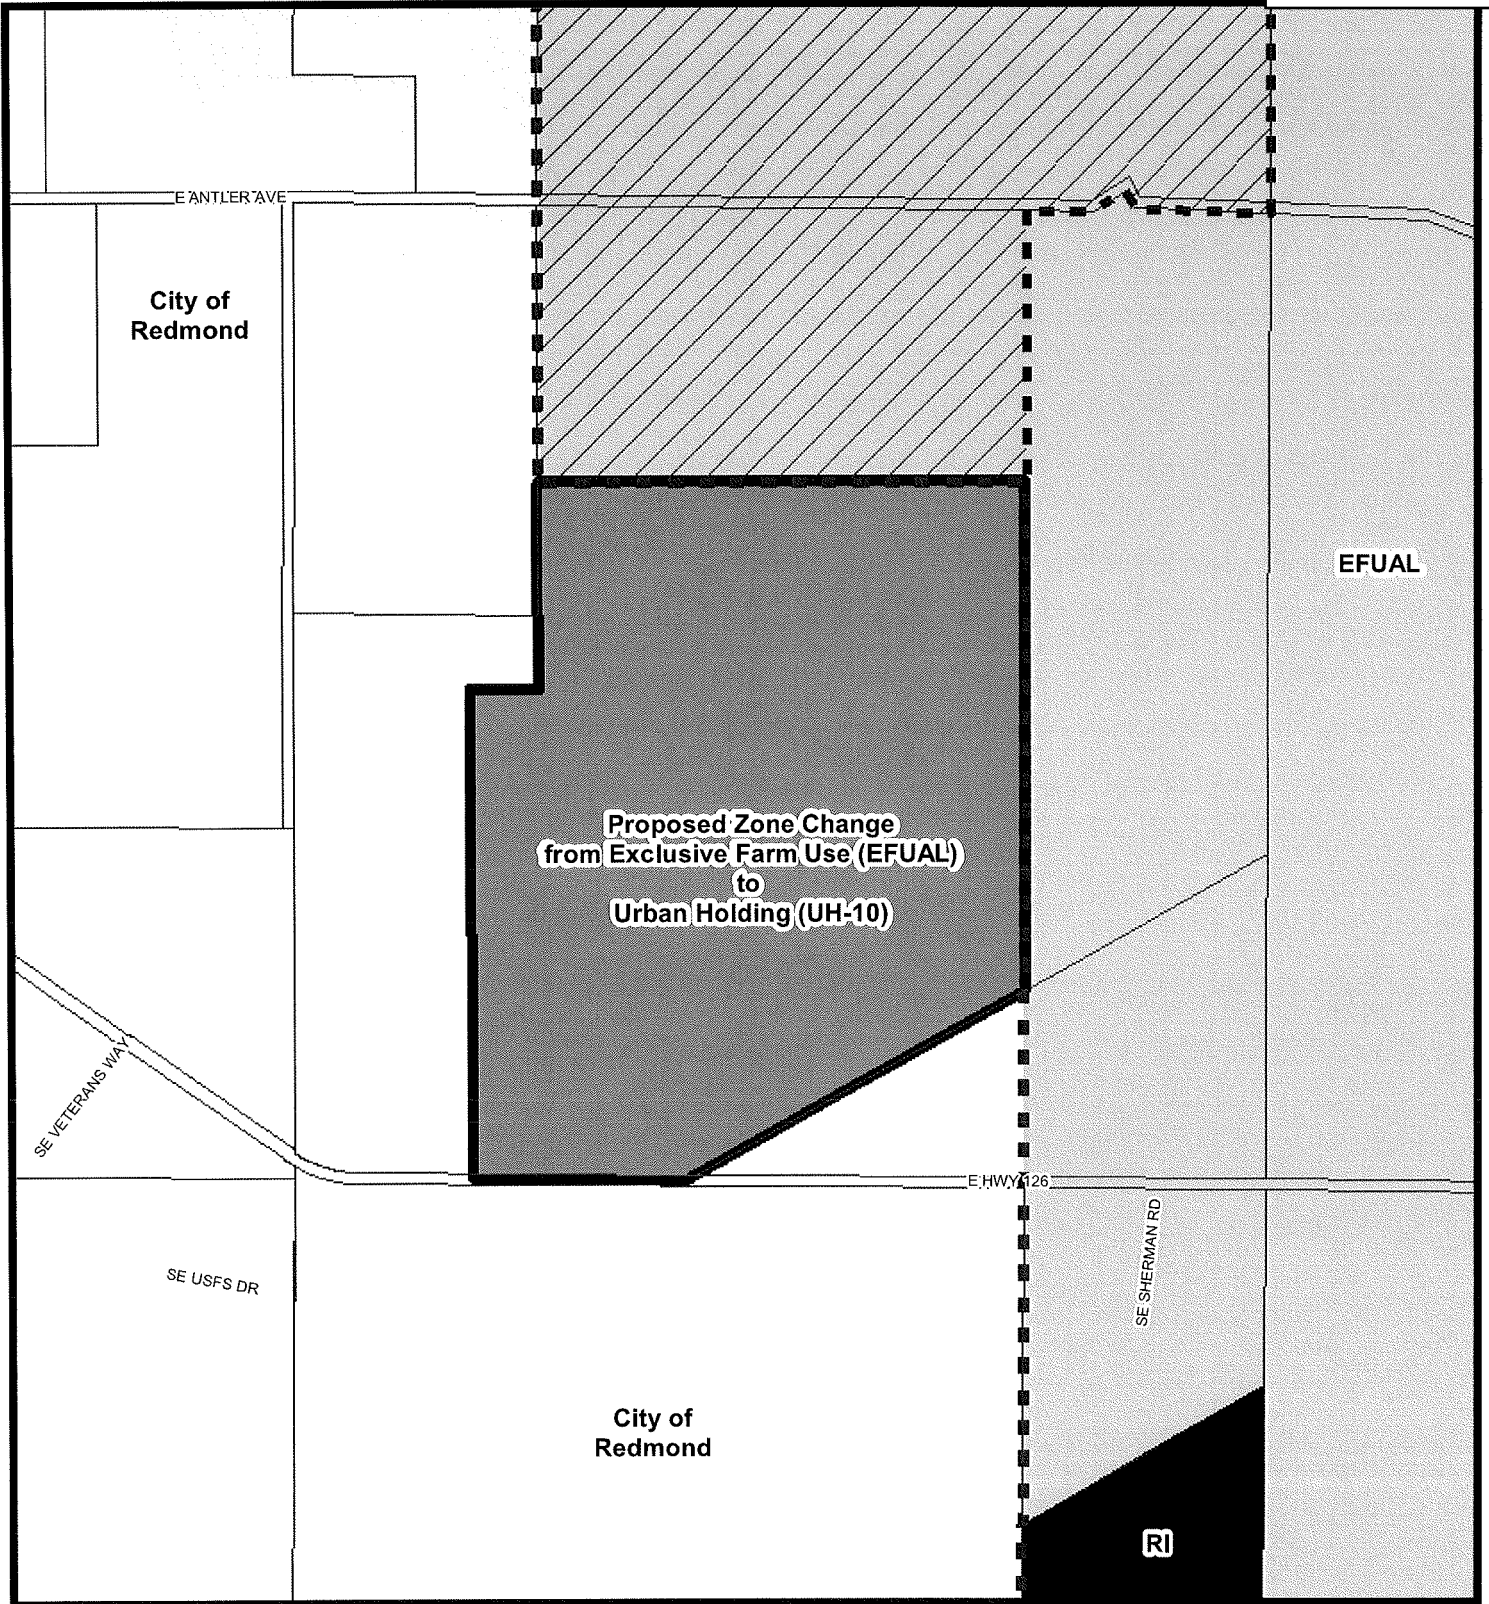 E ANTLER AVE
City of
Redmond
EFUAL
Proposed Zone Change
from Exclusive Farm Use (EFUAL)
to
Urban Holding (UH-10)
SE VETERANS WAY
E HWY 126
SE SHERMAN RD
SE USFS DR
City of
Redmond
RI